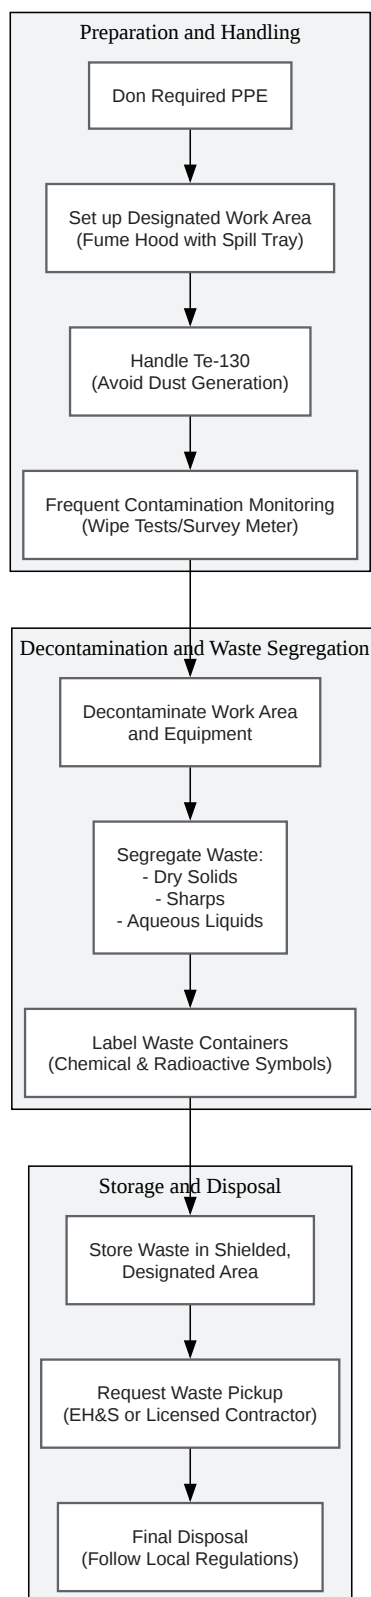 Preparation and Handling
Don Required PPE
Set up Designated Work Area
(Fume Hood with Spill Tray)
Handle Te-130
(Avoid Dust Generation)
Frequent Contamination Monitoring
(Wipe Tests/Survey Meter)
Decontamination and Waste Segregation
Decontaminate Work Area
and Equipment
Segregate Waste:
- Dry Solids
- Sharps
- Aqueous Liquids
Label Waste Containers
(Chemical & Radioactive Symbols)
Storage and Disposal
Store Waste in Shielded,
Designated Area
Request Waste Pickup
(EH&S or Licensed Contractor)
Final Disposal
(Follow Local Regulations)